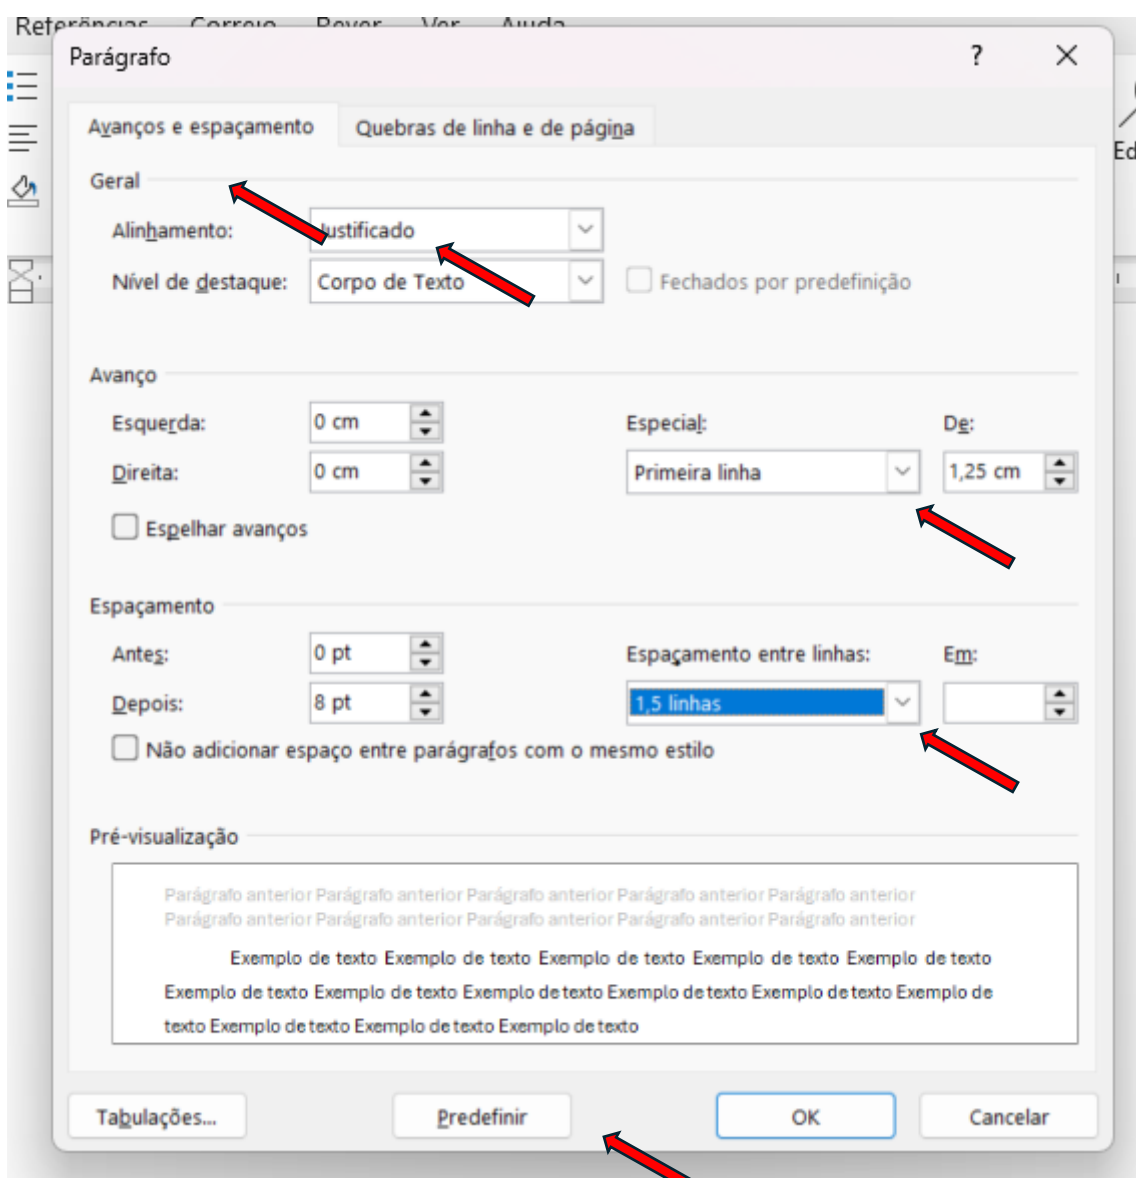 Referências Correio Rever Ver Ajuda
Parágrafo ? 
Avanços e espaçamento Quebras de linha e de página
Geral
Alinhamento: Justificado
Nível de destaque: Corpo de Texto Fechados por predefinição
Avanço
Esquerda: 0 cm Especial: De:
Direita: 0 cm Primeira linha 1,25 cm
Espelhar avanços
Espaçamento
Antes: 0 pt Espaçamento entre linhas: Em:
Depois: 8 pt 1,5 linhas
Não adicionar espaço entre parágrafos com o mesmo estilo
Pré-visualização
Parágrafo anterior Parágrafo anterior Parágrafo anterior Parágrafo anterior Parágrafo anterior
Parágrafo anterior Parágrafo anterior Parágrafo anterior Parágrafo anterior Parágrafo anterior
Exemplo de texto Exemplo de texto Exemplo de texto Exemplo de texto Exemplo de texto
Exemplo de texto Exemplo de texto Exemplo de texto Exemplo de texto Exemplo de texto Exemplo de
texto Exemplo de texto Exemplo de texto Exemplo de texto
Tabulações... Predefinir OK Cancelar